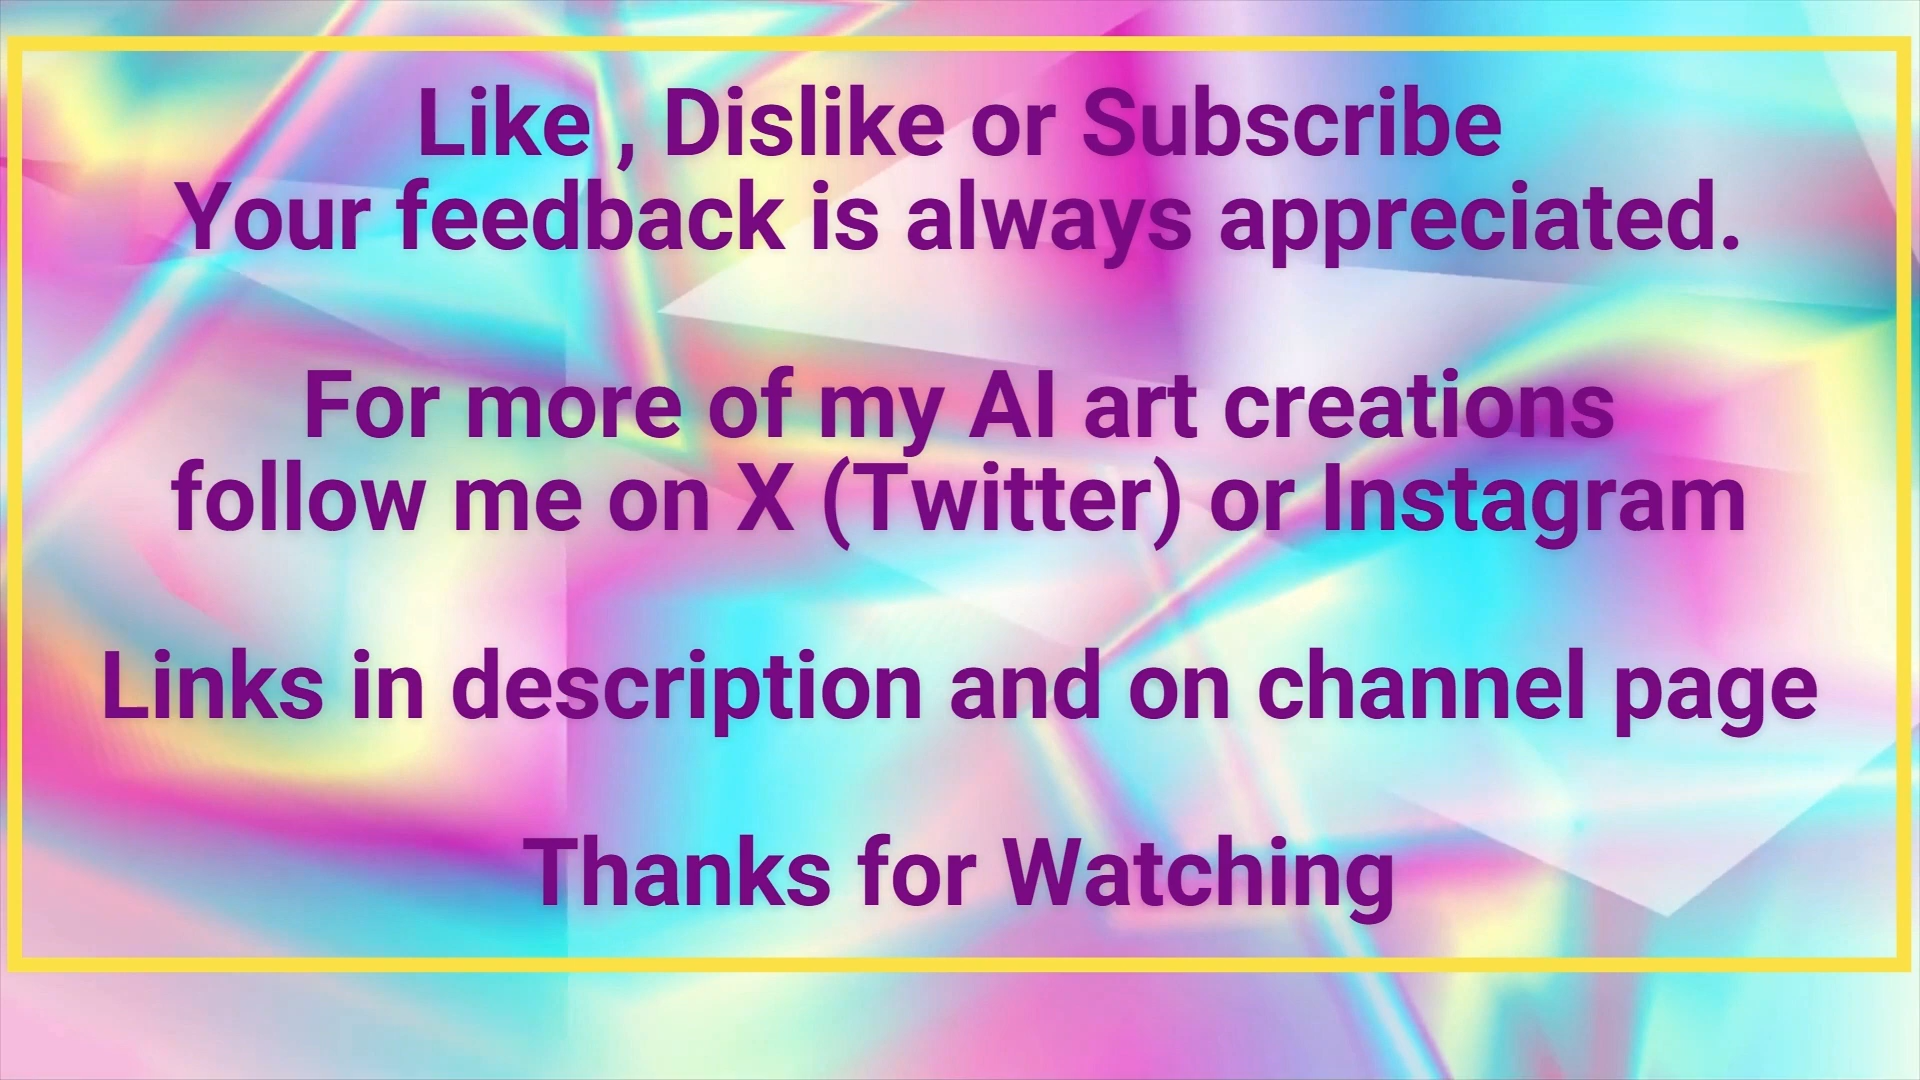 Like , Dislike or Subscribe
Your feedback is always appreciated.
For more of my AI art creations
follow me on X (Twitter) or Instagram
Links in description and on channel page
Thanks for Watching